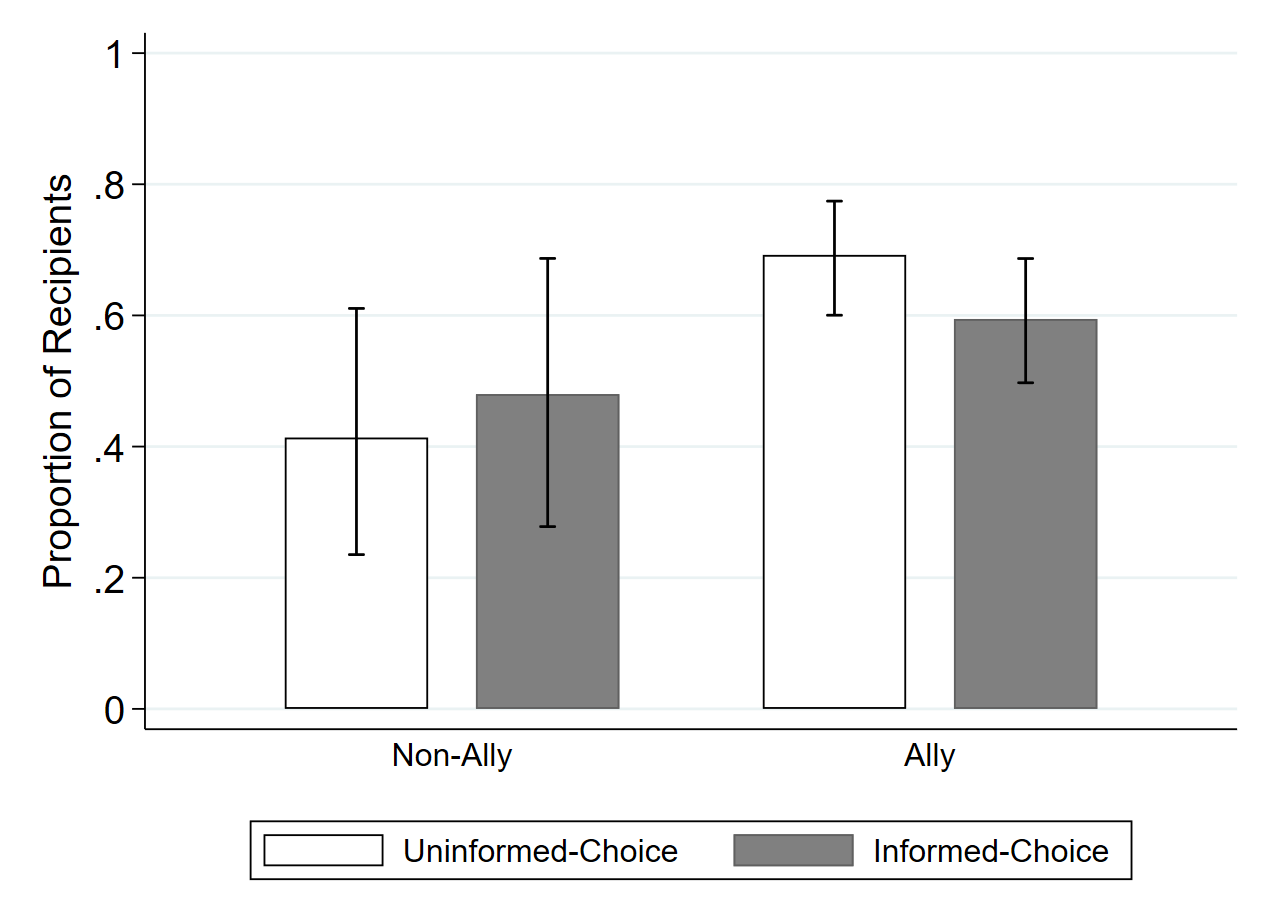 Proportion of Recipients
1
.8
.6
.4
.2
0
Non-Ally Ally
Uninformed-Choice Informed-Choice